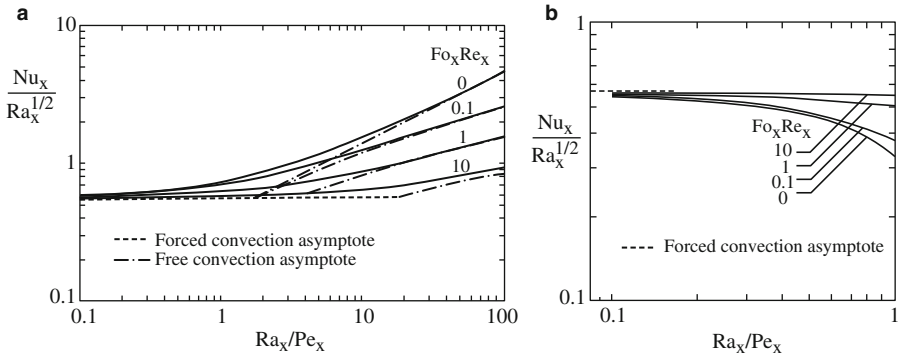 a
10
1
0.1
0.1
1
10
100
Nu_x
Ra_x^{1/2}
Fo_xRe_x
0
0.1
1
10
Forced convection asymptote
Free convection asymptote
Ra_x/Pe_x
b
1
0.1
0.1
1
Nu_x
Ra_x^{1/2}
Fo_xRe_x
10
1
0.1
0
Forced convection asymptote
Ra_x/Pe_x